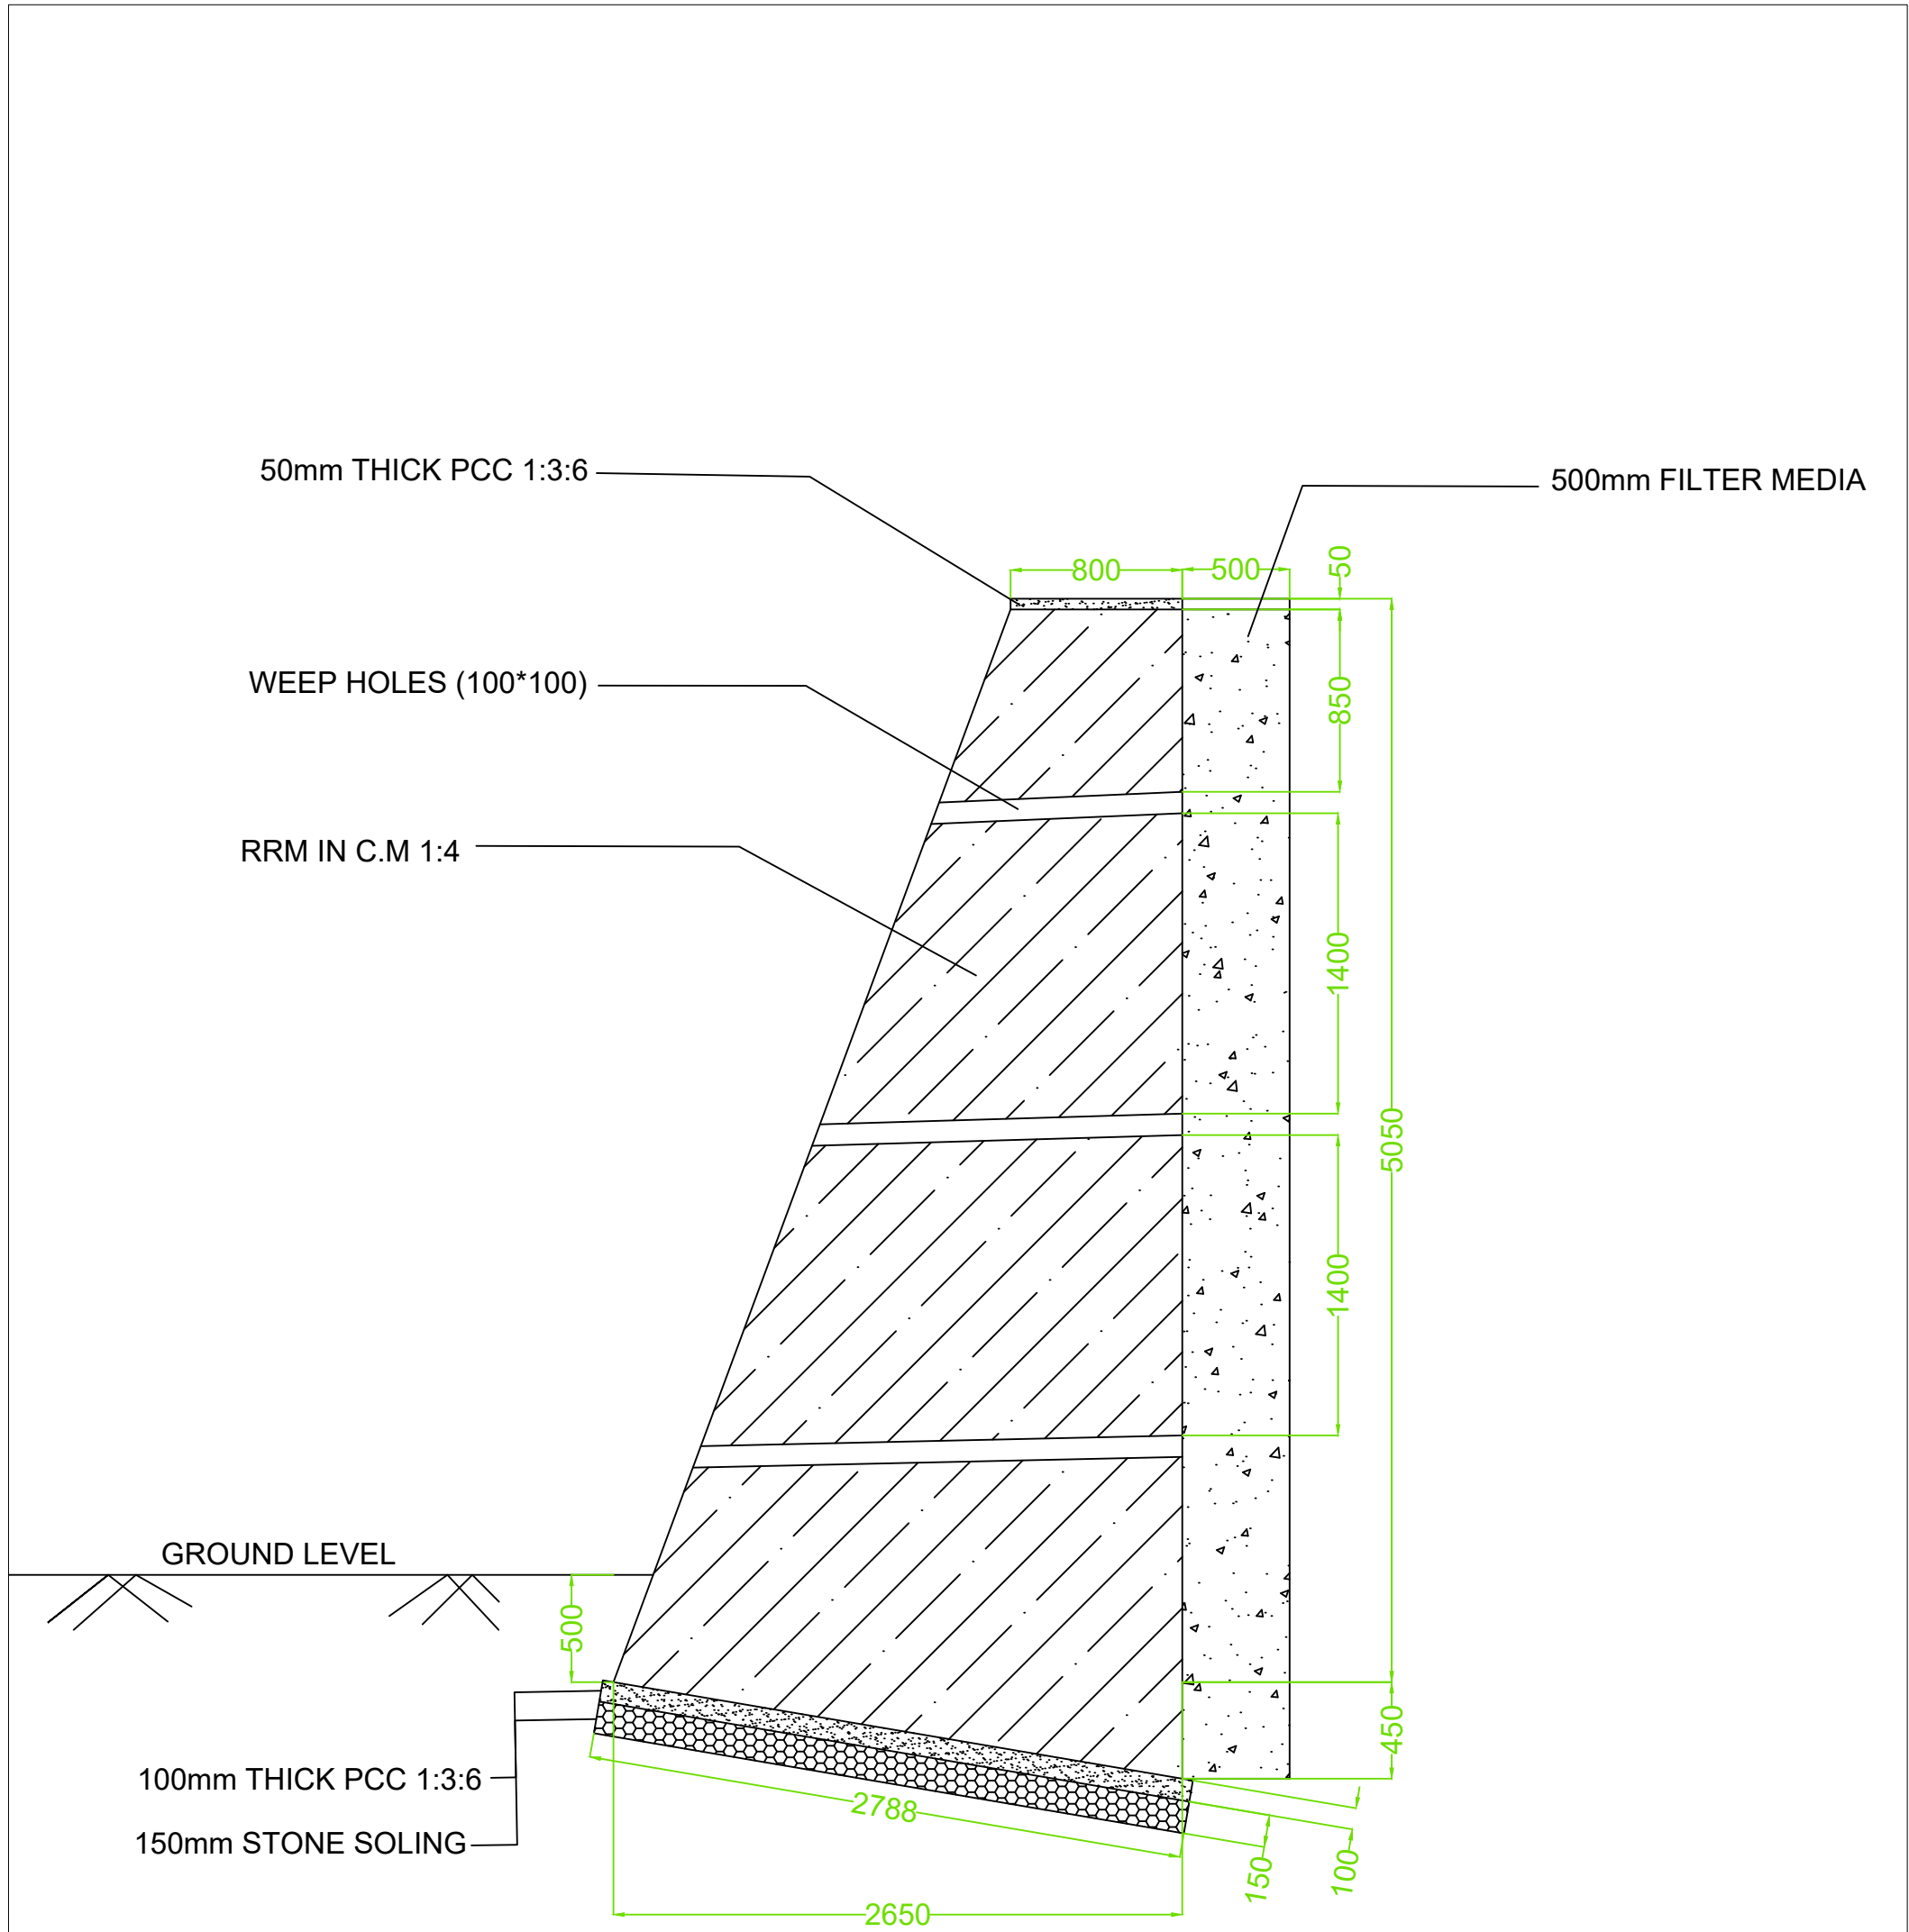 50mm THICK PCC 1:3:6
500mm FILTER MEDIA
800
500
50
WEEP HOLES (100*100)
850
RRM IN C.M 1:4
1400
5050
1400
GROUND LEVEL
500
450
100mm THICK PCC 1:3:6
2788
150mm STONE SOLING
150
100
2650